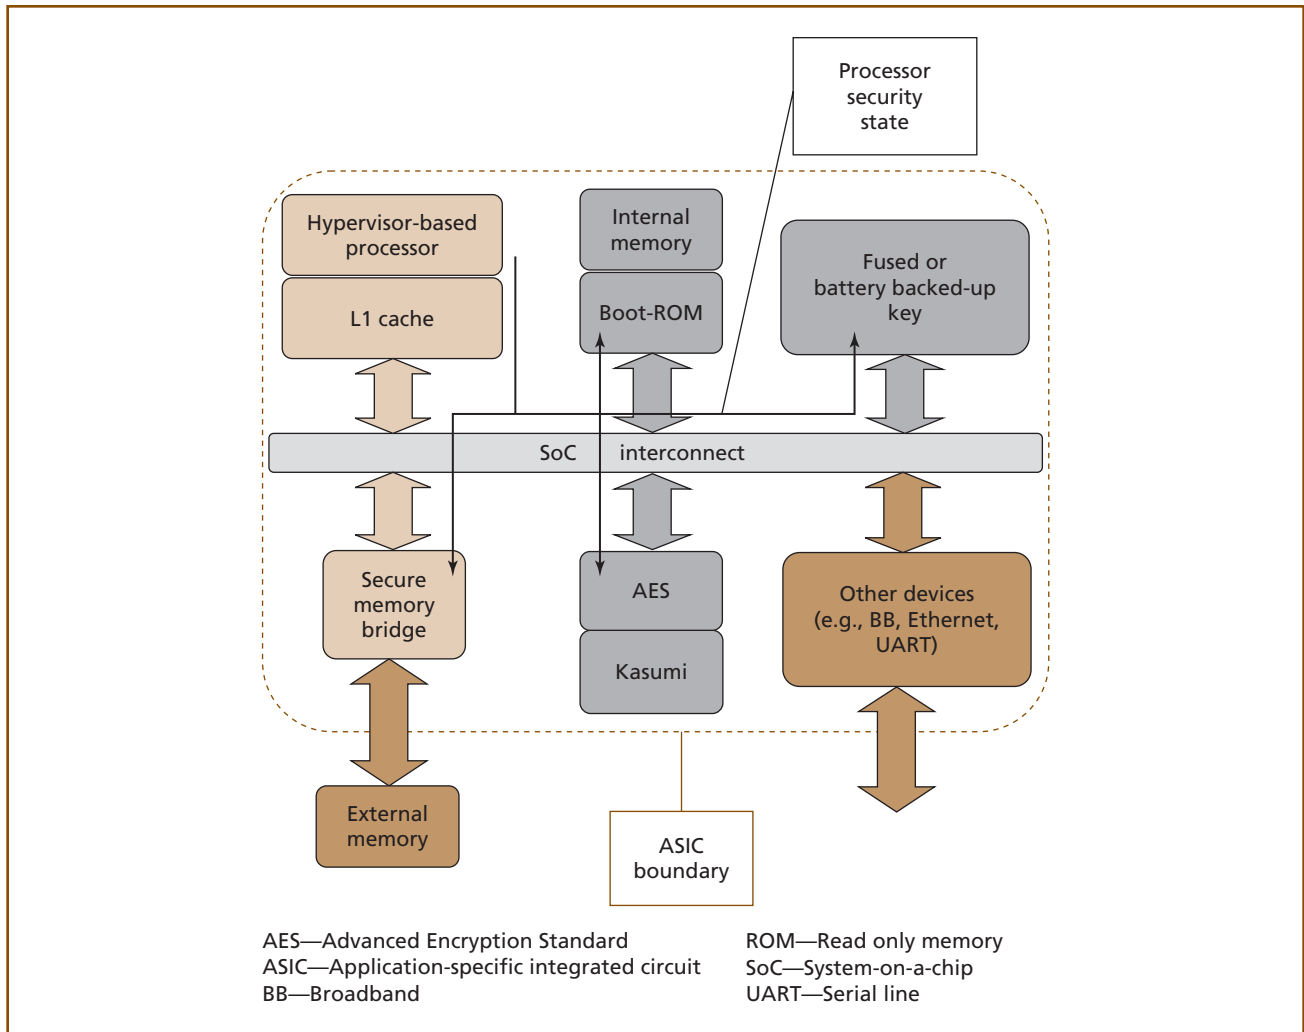 Processor
security
state
Hypervisor-based
processor
L1 cache
Internal
memory
Boot-ROM
Fused or
battery backed-up
key
SoC interconnect
Secure
memory
bridge
AES
Kasumi
Other devices
(e.g., BB, Ethernet,
UART)
External
memory
ASIC
boundary
AES—Advanced Encryption Standard
ASIC—Application-specific integrated circuit
BB—Broadband
ROM—Read only memory
SoC—System-on-a-chip
UART—Serial line